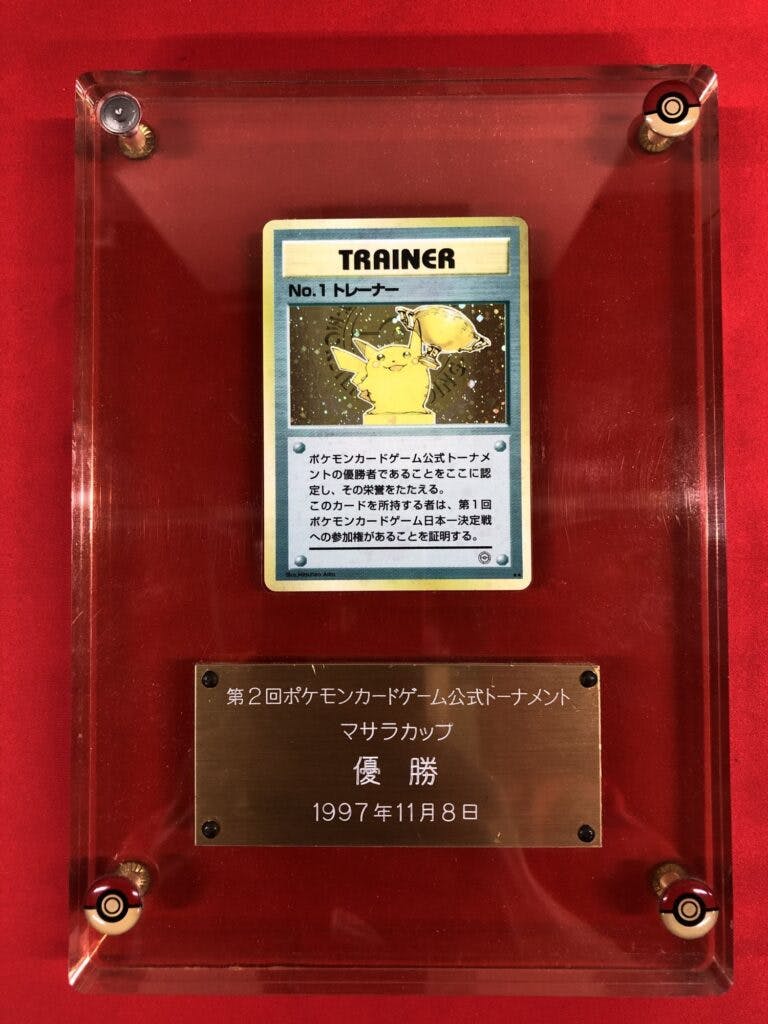 TRAINER
No.1 トレーナー
ポケモンカードゲーム公式トーナメ
ントの優勝者であることをここに認
定し、その栄誉をたたえる。
このカードを所持する者は、第1回
ポケモンカードゲーム日本一決定戦
への参加権があることを証明する。
Illus. Mitsuhiro Arita
第2回ポケモンカードゲーム公式トーナメント
マサラカップ
優 勝
1997年11月8日